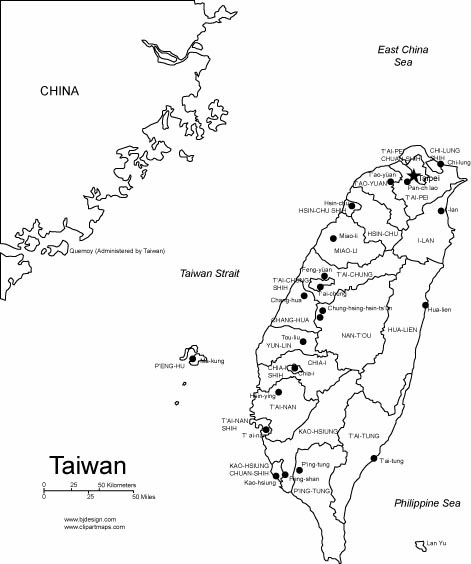 East China
Sea
CHINA
T'AI-PEI
CHUAN-SHIH
CHI-LUNG
SHIH
Chi-lung
T'ao-yüan
Taipei
T'AO-YUAN
Pan-ch iao
T'AI-PEI
Hsin-chu
HSIN-CHU SHIH
I-lan
HSIN-CHU
Miao-li
I-LAN
MIAO-LI
Quemoy (Administered by Taiwan)
Taiwan Strait
Feng-yüan
T'AI-CHUNG
T'AI-CHUNG
SHIH
T'ai-chung
Chang-hua
Chung-hsing-hsin-ts'un
CHANG-HUA
Hua-lien
HUA-LIEN
NAN-T'OU
Tou-liu
YUN-LIN
Ma-kung
P'ENG-HU
CHIA-I
CHIA-I
SHIH
Chia-i
Hsin-ying
T'AI-NAN
T'AI-NAN
SHIH
T' ai-nan
KAO-HSIUNG
T'AI-TUNG
T'ai-tung
KAO-HSIUNG
CHUAN-SHIH
P'ing-tung
Kao-hsiung
Feng-shan
P'ING-TUNG
Taiwan
0 25 50 Kilometers
0 25 50 Miles
Philippine Sea
www.bjdesign.com
www.clipartmaps.com
Lan Yu